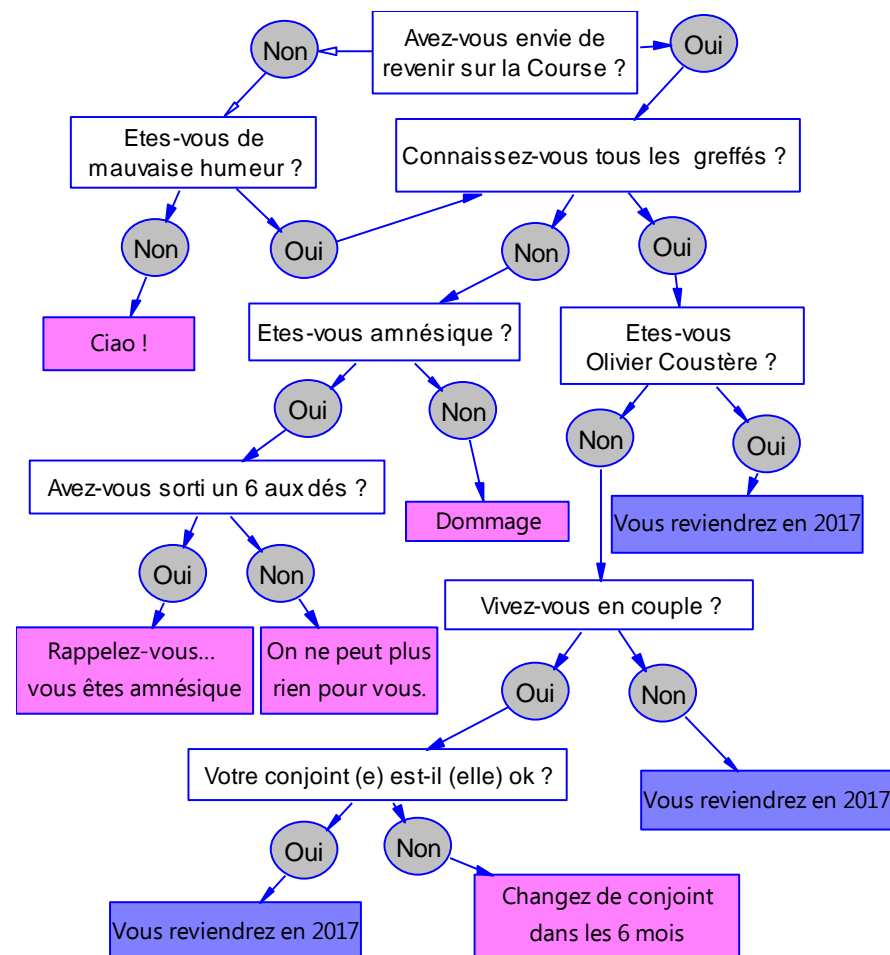 Non
Avez-vous envie de
revenir sur la Course ?
Oui
Etes-vous de
mauvaise humeur ?
Connaissez-vous tous les greffés ?
Non
Oui
Non
Oui
Ciao !
Etes-vous amnésique ?
Etes-vous
Olivier Coustère ?
Oui
Non
Non
Oui
Avez-vous sorti un 6 aux dés ?
Dommage
Vous reviendrez en 2017
Oui
Non
Vivez-vous en couple ?
Rappelez-vous...
vous êtes amnésique
On ne peut plus
rien pour vous.
Oui
Non
Votre conjoint (e) est-il (elle) ok ?
Vous reviendrez en 2017
Oui
Non
Vous reviendrez en 2017
Changez de conjoint
dans les 6 mois